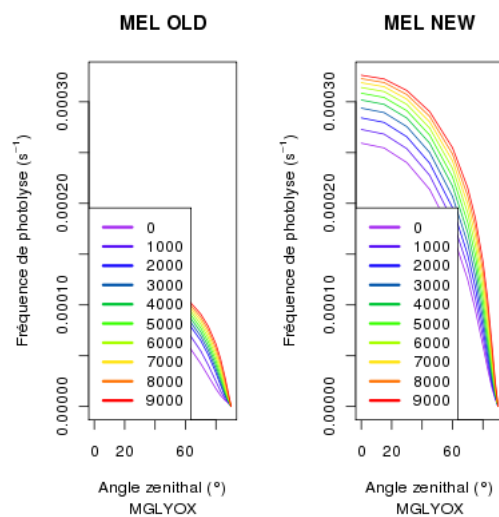 MEL OLD
Fréquence de photolyse (s⁻¹)
0.00030
0.00020
0.00010
0.00000
0
1000
2000
3000
4000
5000
6000
7000
8000
9000
0 20 60
Angle zenithal (°)
MGLYOX
MEL NEW
Fréquence de photolyse (s⁻¹)
0.00030
0.00020
0.00010
0.00000
0
1000
2000
3000
4000
5000
6000
7000
8000
9000
0 20 60
Angle zenithal (°)
MGLYOX